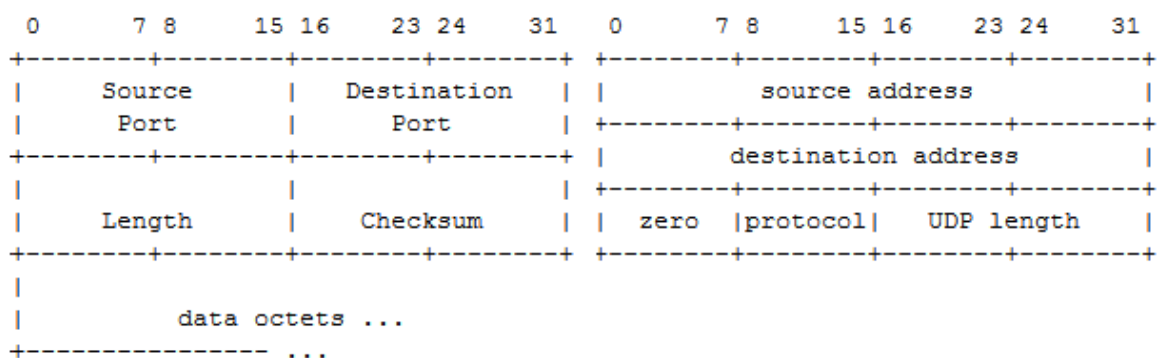 0      7 8     15 16    23 24    31   0      7 8     15 16    23 24    31
+--------+--------+--------+--------+ +--------+--------+--------+--------+
|     Source      |   Destination   | |          source address           |
|      Port       |      Port       | +--------+--------+--------+--------+
+--------+--------+--------+--------+ |        destination address        |
|                 |                 | +--------+--------+--------+--------+
|     Length      |    Checksum     | |  zero  |protocol|   UDP length    |
+--------+--------+--------+--------+ +--------+--------+--------+--------+
|
|          data octets ...
+---------------- ...